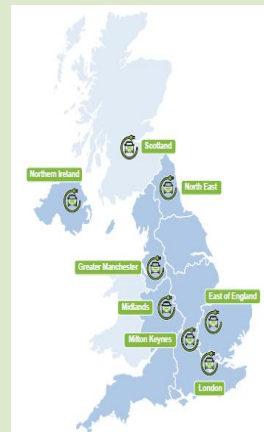 Scotland
Northern Ireland
North East
Greater Manchester
Midlands
East of England
Milton Keynes
London